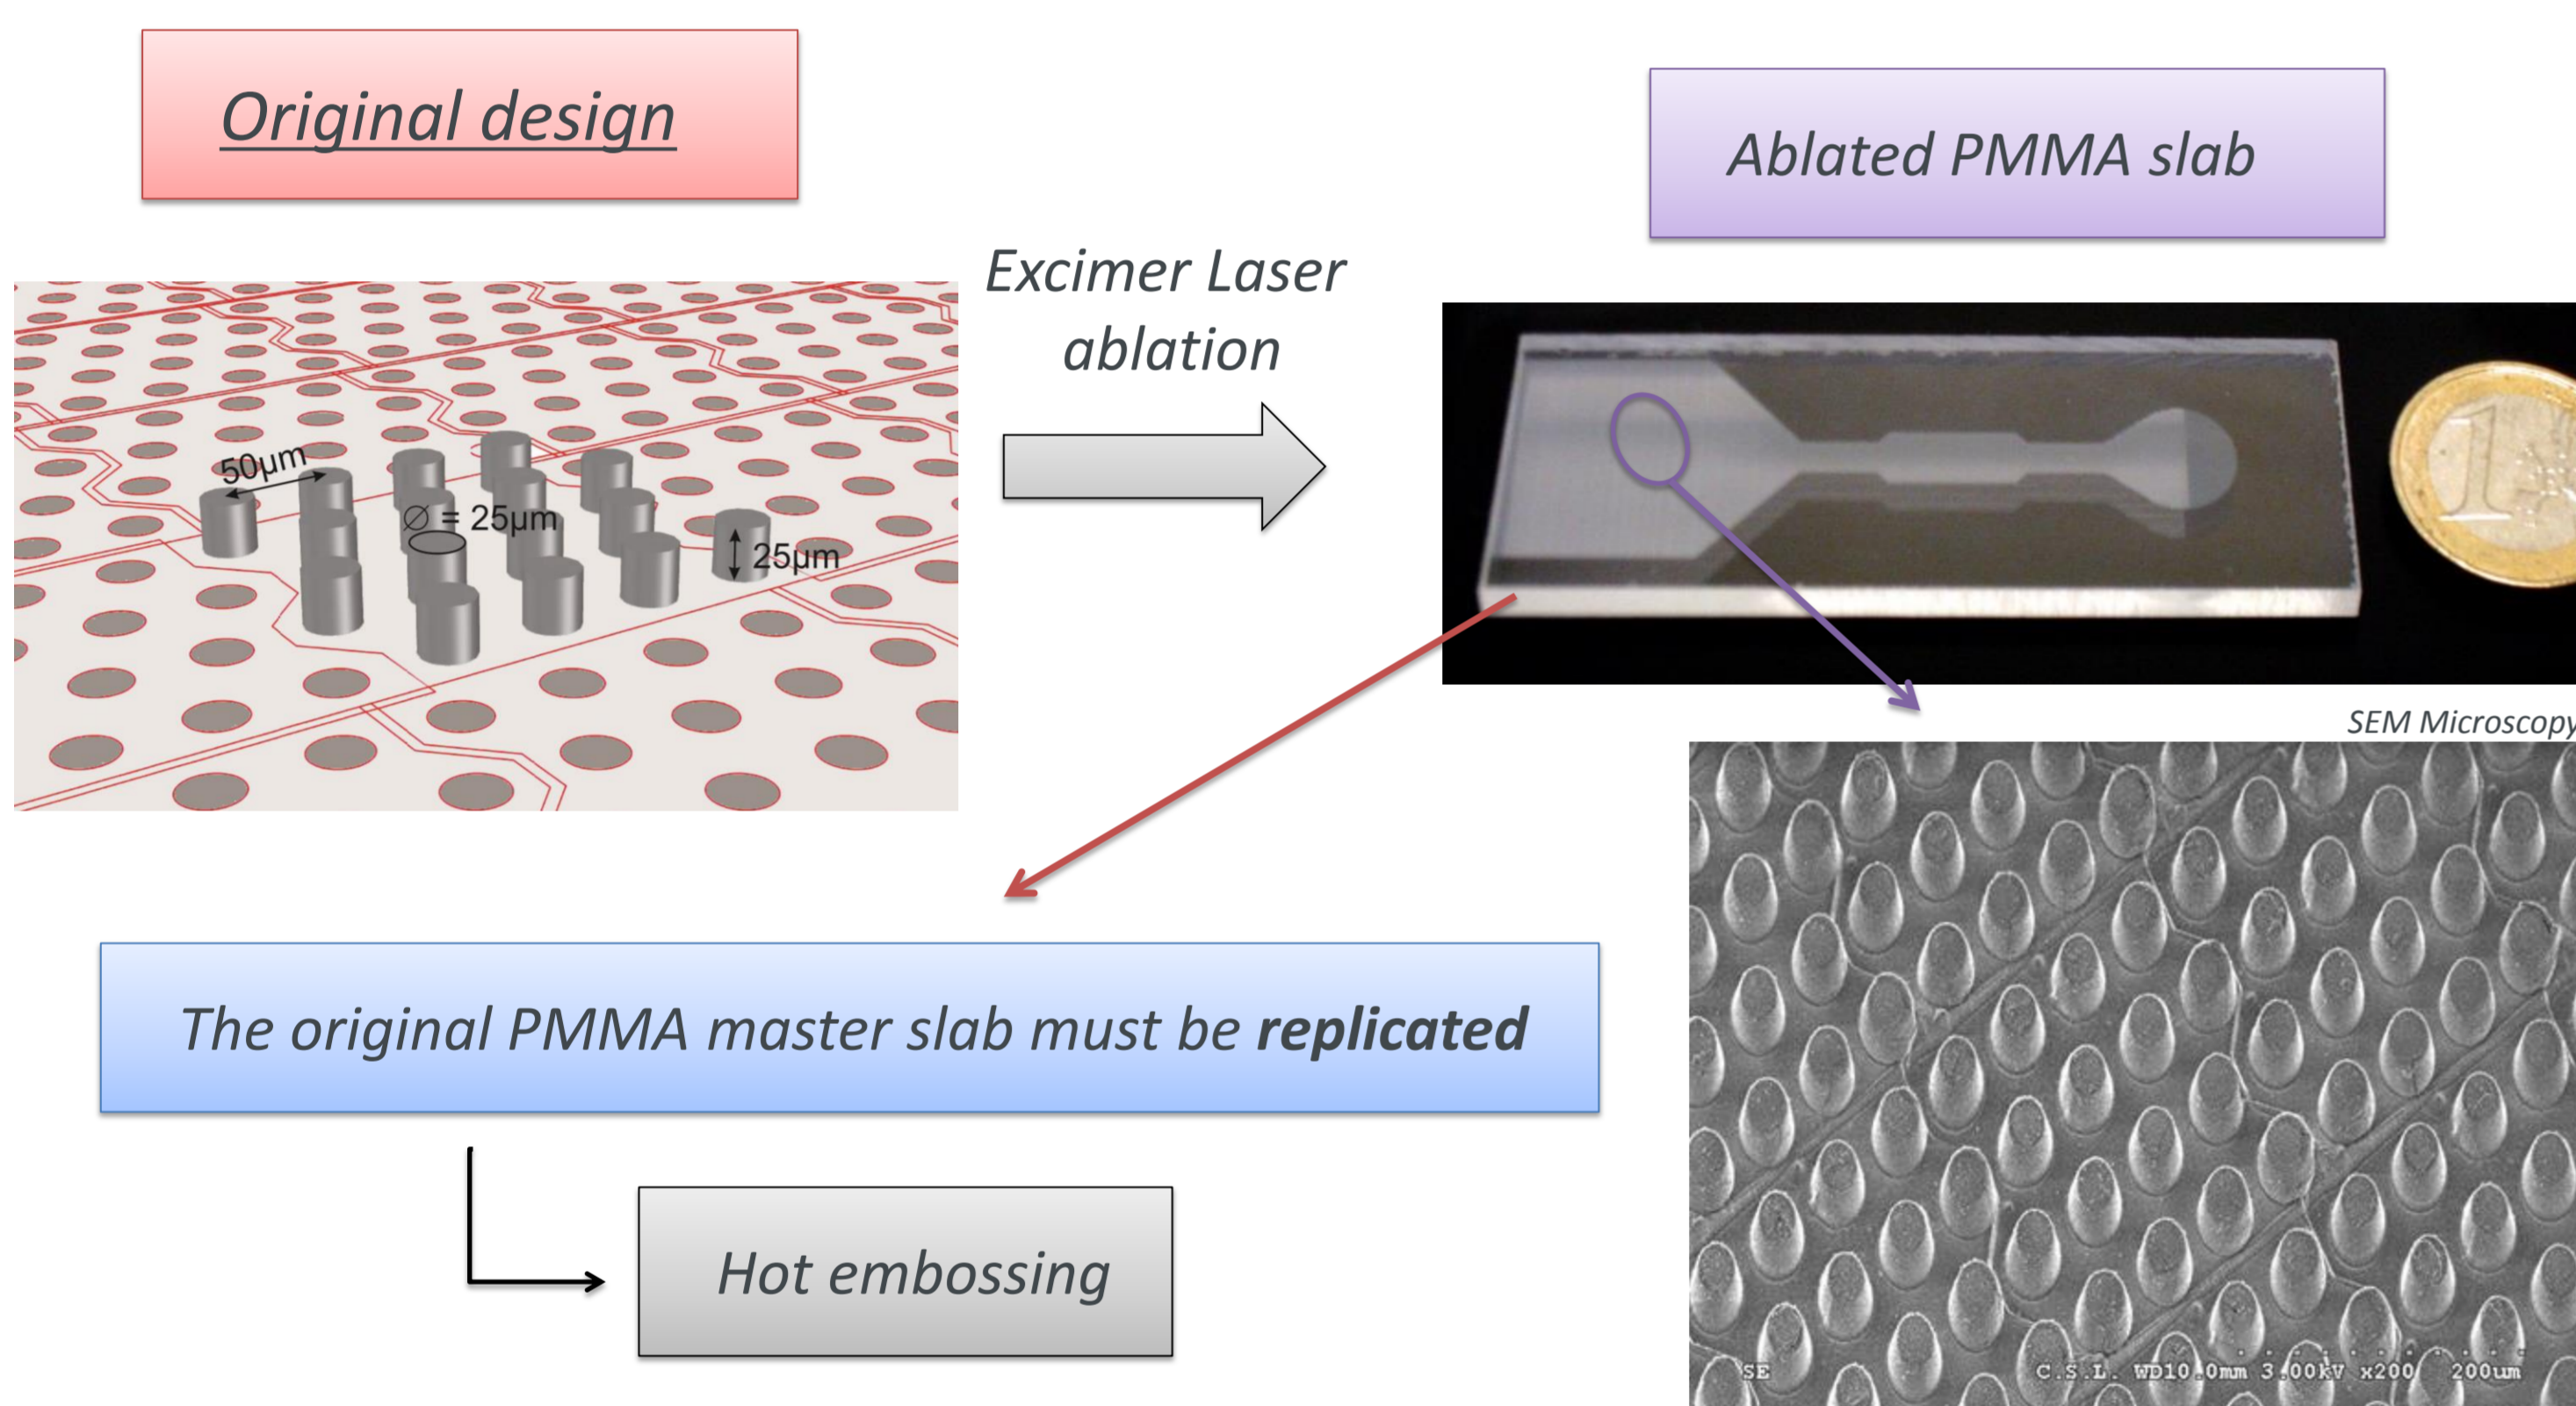 Original design
Ablated PMMA slab
Excimer Laser
ablation
50µm
∅ = 25µm
25µm
1
SEM Microscopy
The original PMMA master slab must be replicated
Hot embossing
SE C.S.L. WD10.0mm 3.00kV x200 200um